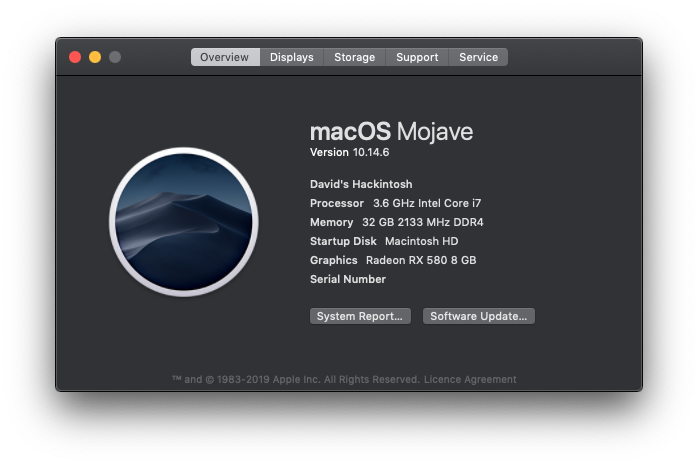 Overview Displays Storage Support Service
macOS Mojave
Version 10.14.6
David's Hackintosh
Processor 3.6 GHz Intel Core i7
Memory 32 GB 2133 MHz DDR4
Startup Disk Macintosh HD
Graphics Radeon RX 580 8 GB
Serial Number
System Report... Software Update...
™ and © 1983-2019 Apple Inc. All Rights Reserved. Licence Agreement